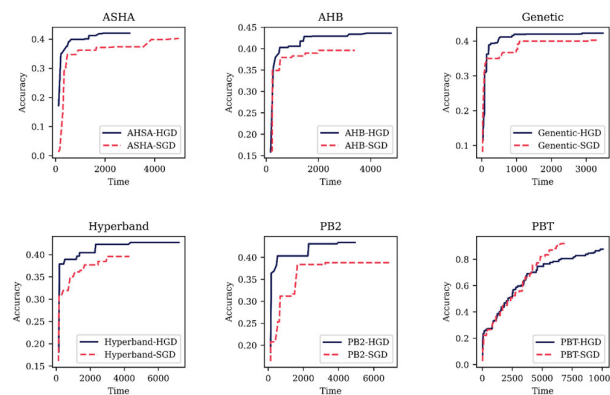 ASHA
Accuracy
0.4
0.3
0.2
0.1
0.0
AHSA-HGD
ASHA-SGD
0 2000 4000
Time
AHB
Accuracy
0.45
0.40
0.35
0.30
0.25
0.20
0.15
AHB-HGD
AHB-SGD
0 2000 4000
Time
Genetic
Accuracy
0.4
0.3
0.2
0.1
Genentic-HGD
Genentic-SGD
0 1000 2000 3000
Time
Hyperband
Accuracy
0.40
0.35
0.30
0.25
0.20
0.15
Hyperband-HGD
Hyperband-SGD
0 2000 4000 6000
Time
PB2
Accuracy
0.40
0.35
0.30
0.25
0.20
PB2-HGD
PB2-SGD
0 2000 4000 6000
Time
PBT
Accuracy
0.8
0.6
0.4
0.2
0.0
PBT-HGD
PBT-SGD
0 2500 5000 7500 10000
Time